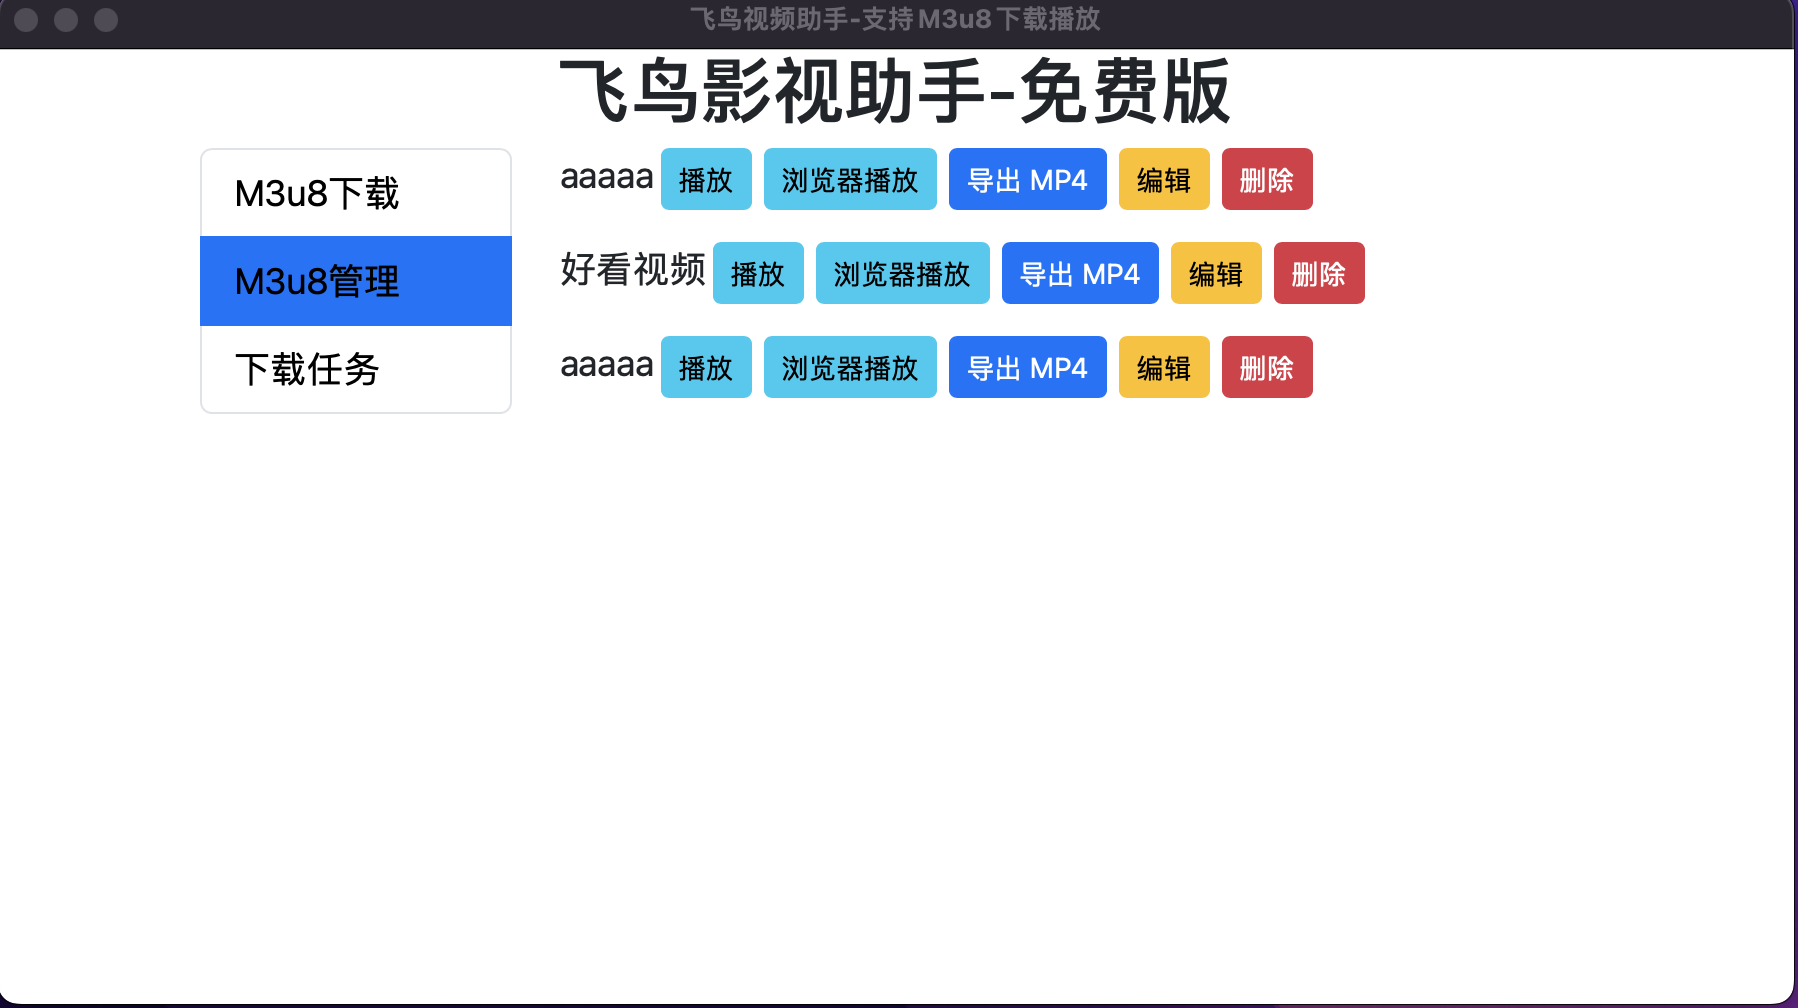 飞鸟视频助手-支持M3u8下载播放
飞鸟影视助手-免费版
M3u8下载
M3u8管理
下载任务
aaaaa 播放 浏览器播放 导出 MP4 编辑 删除
好看视频 播放 浏览器播放 导出 MP4 编辑 删除
aaaaa 播放 浏览器播放 导出 MP4 编辑 删除